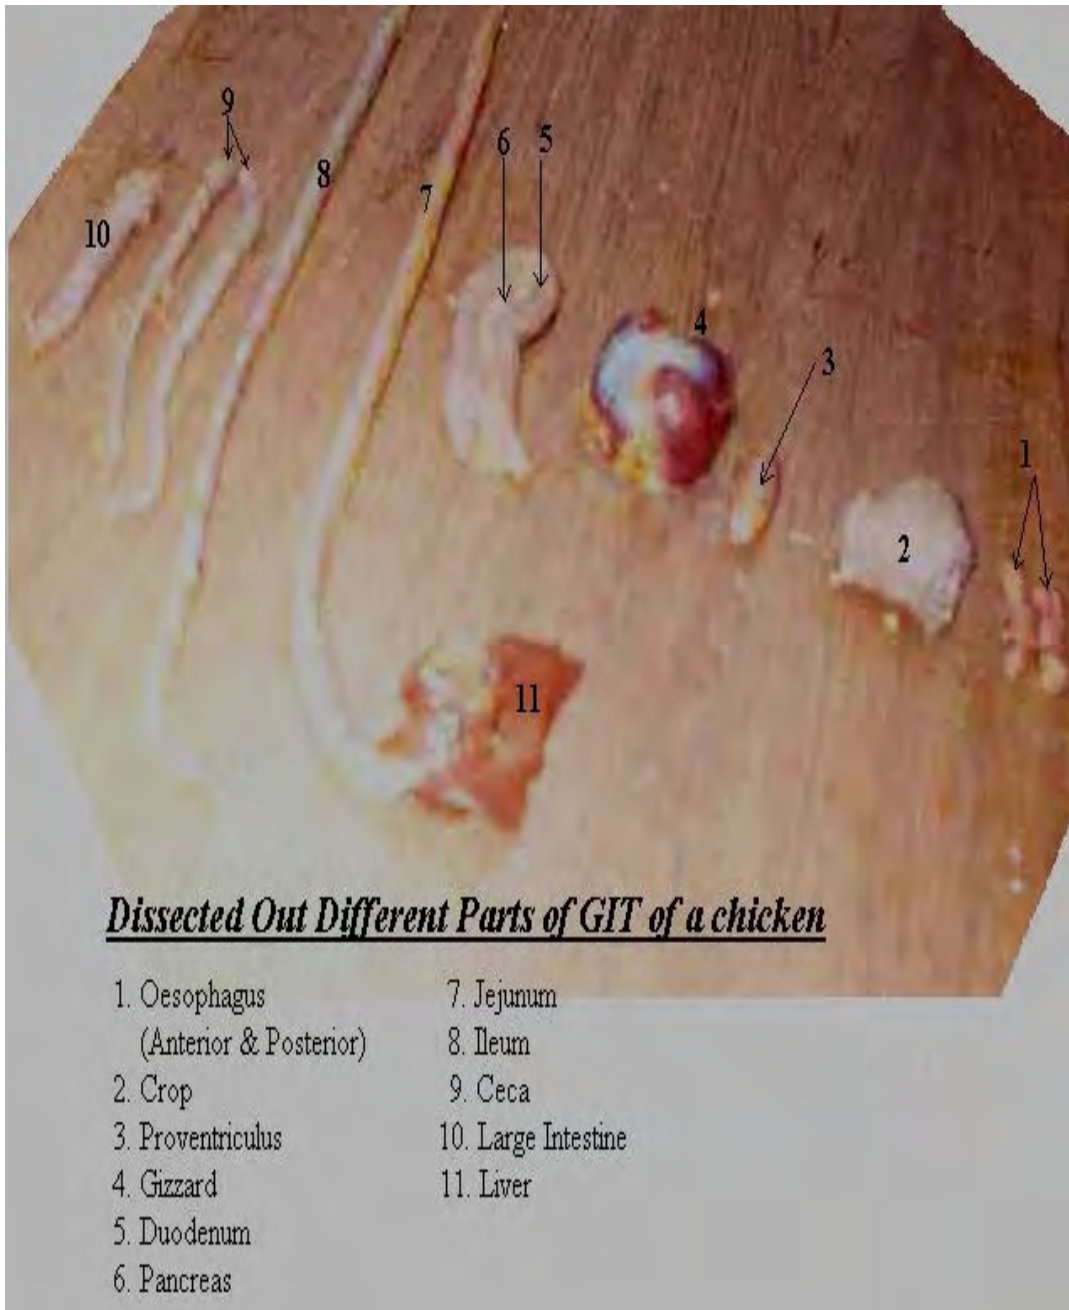 9
6 5
8
7
10
4
3
1
2
11
Dissected Out Different Parts of GIT of a chicken
1. Oesophagus
(Anterior & Posterior)
2. Crop
3. Proventriculus
4. Gizzard
5. Duodenum
6. Pancreas
7. Jejunum
8. Ileum
9. Ceca
10. Large Intestine
11. Liver